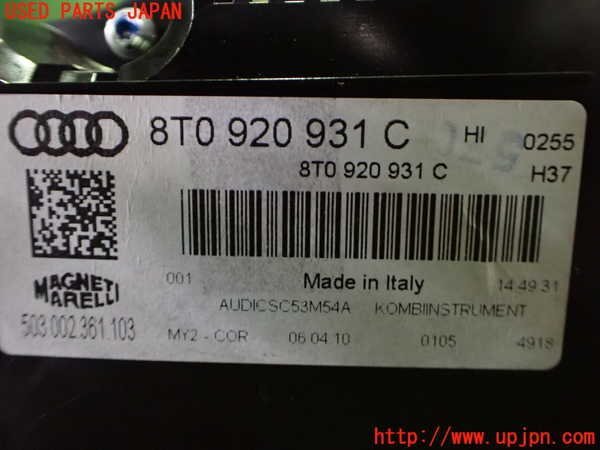 USED PARTS JAPAN
8T0 920 931 C HI 0255
8T0 920 931 C H37
001 Made in Italy 14:49:31
MAGNETI
MARELLI
AUDICSC53M54A KOMBIINSTRUMENT
503.002.361.103
MY2 - COR 06.04.10 0105 4918
http://www.upjpn.com/